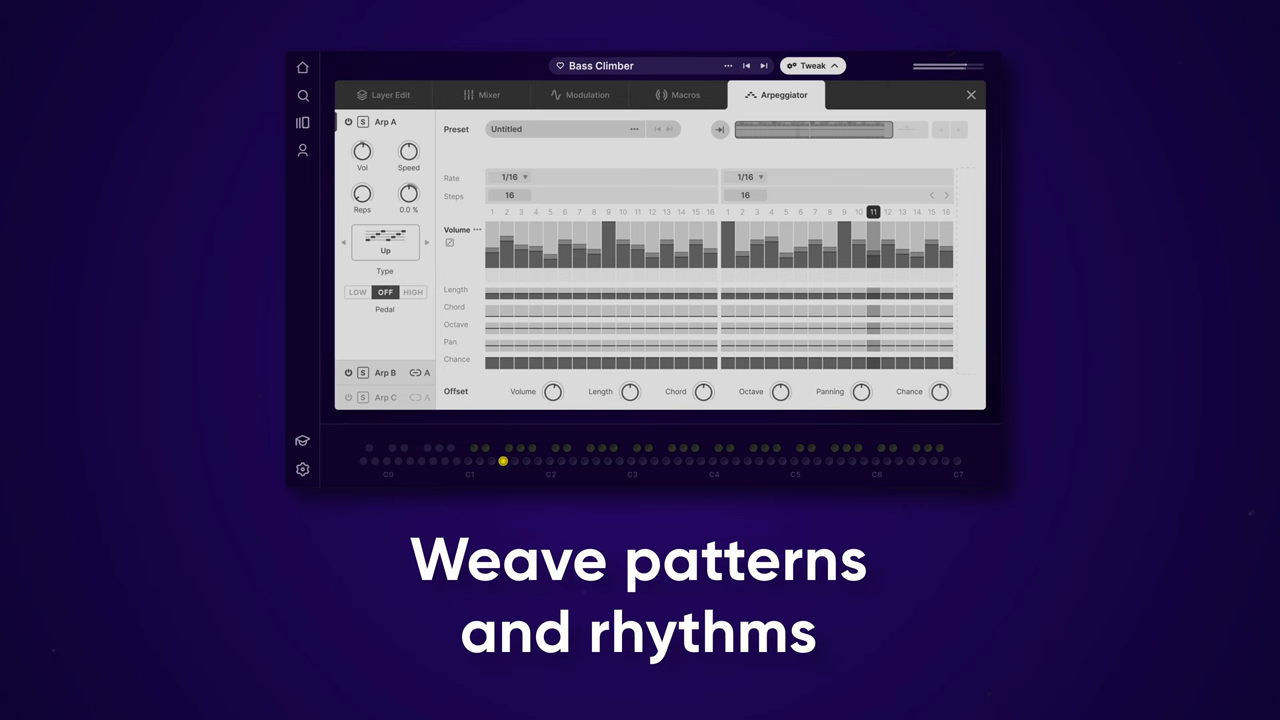 Bass Climber
Tweak
Layer Edit
Mixer
Modulation
Macros
Arpeggiator
S Arp A
Vol
Speed
Reps
0.0 %
Up
Type
LOW OFF HIGH
Pedal
S Arp B A
S Arp C A
Preset
Untitled
Rate
1/16
1/16
Steps
16
16
1 2 3 4 5 6 7 8 9 10 11 12 13 14 15 16
1 2 3 4 5 6 7 8 9 10 11 12 13 14 15 16
Volume
Length
Chord
Octave
Pan
Chance
Offset
Volume
Length
Chord
Octave
Panning
Chance
C0 C1 C2 C3 C4 C5 C6 C7
Weave patterns
and rhythms